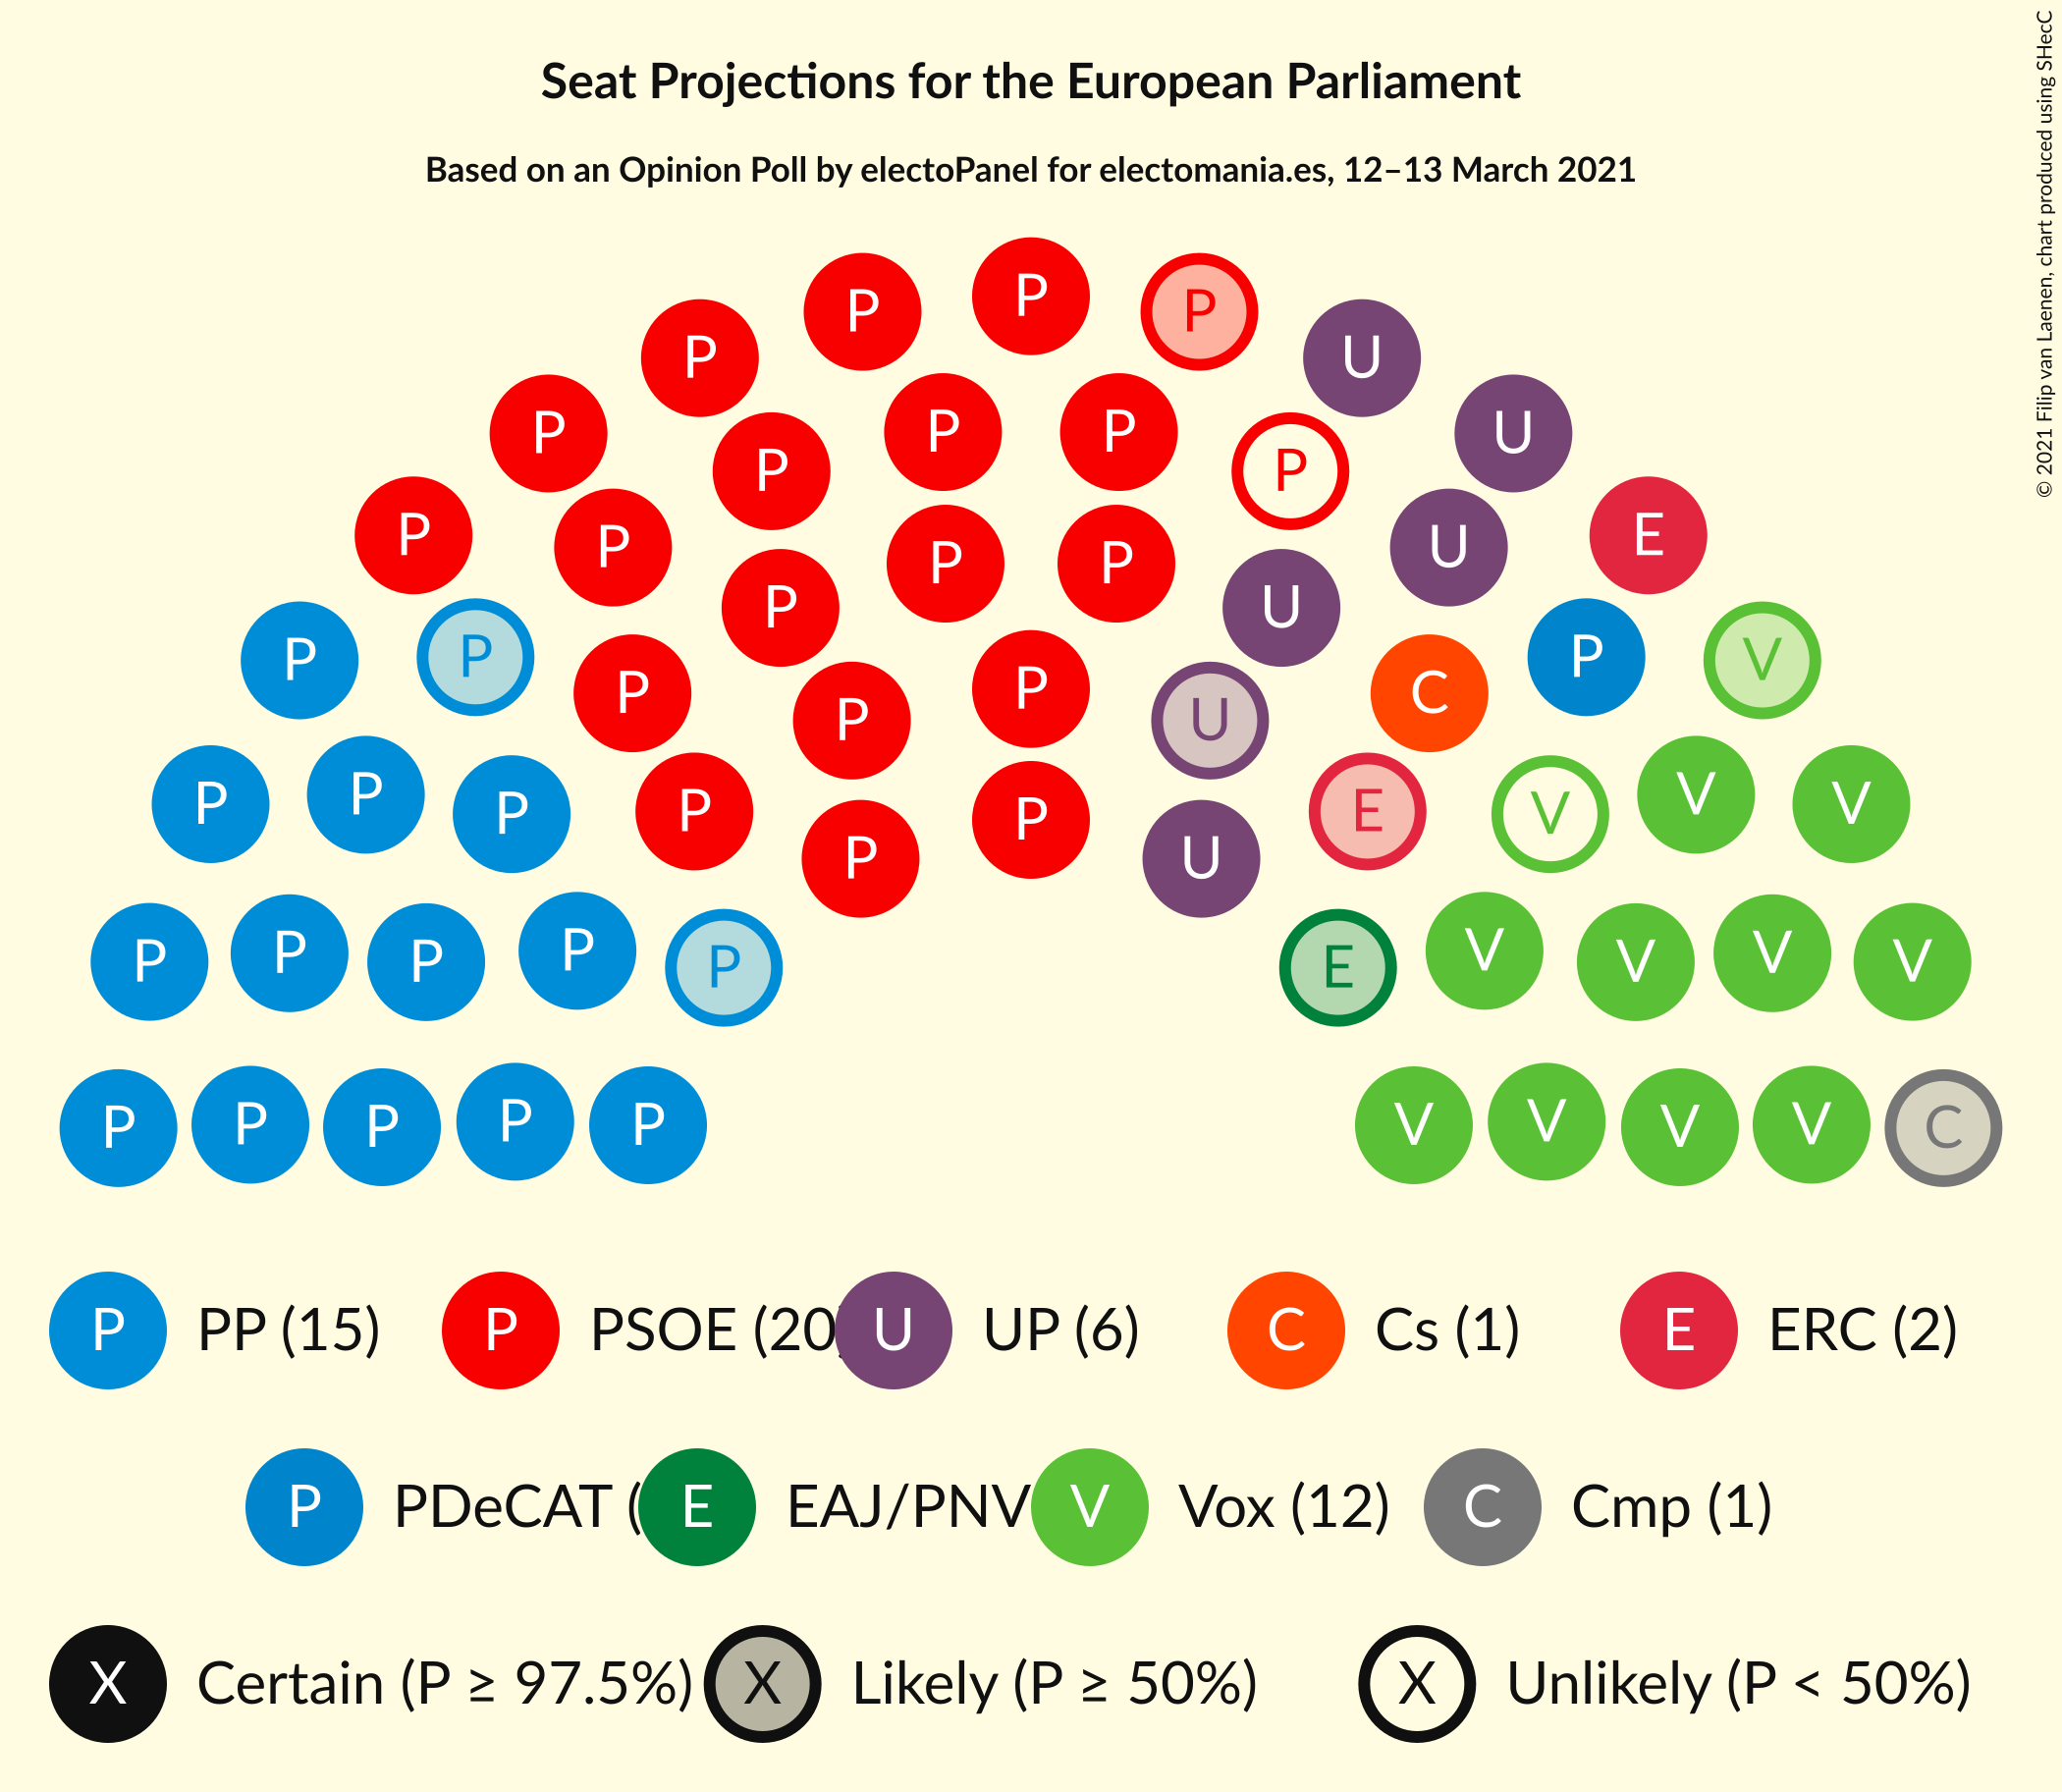 Seat Projections for the European Parliament
Based on an Opinion Poll by electoPanel for electomania.es, 12–13 March 2021
© 2021 Filip van Laenen, chart produced using SHecC
P P P
P U
P P P U
P P
P P P P U E
P U
P P P P C P V
P U
P P P P P E V V V
P U
P P P P P E V V V V
P P P P P V V V V C
P PP (15) P PSOE (20 U UP (6) C Cs (1) E ERC (2)
P PDeCAT ( E EAJ/PNV V Vox (12) C Cmp (1)
X Certain (P ≥ 97.5%) X Likely (P ≥ 50%) X Unlikely (P < 50%)